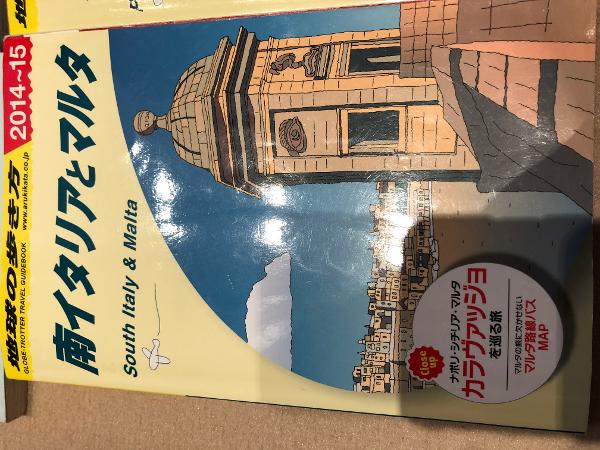 地球の歩き方
2014~15
GLOBE-TROTTER TRAVEL GUIDEBOOK
www.arukikata.co.jp
南イタリアとマルタ
South Italy & Malta
Close up
ナポリ・シチリア・マルタ
カラヴァッジョ
を巡る旅
マルタの旅に欠かせない
マルタ路線バス
MAP